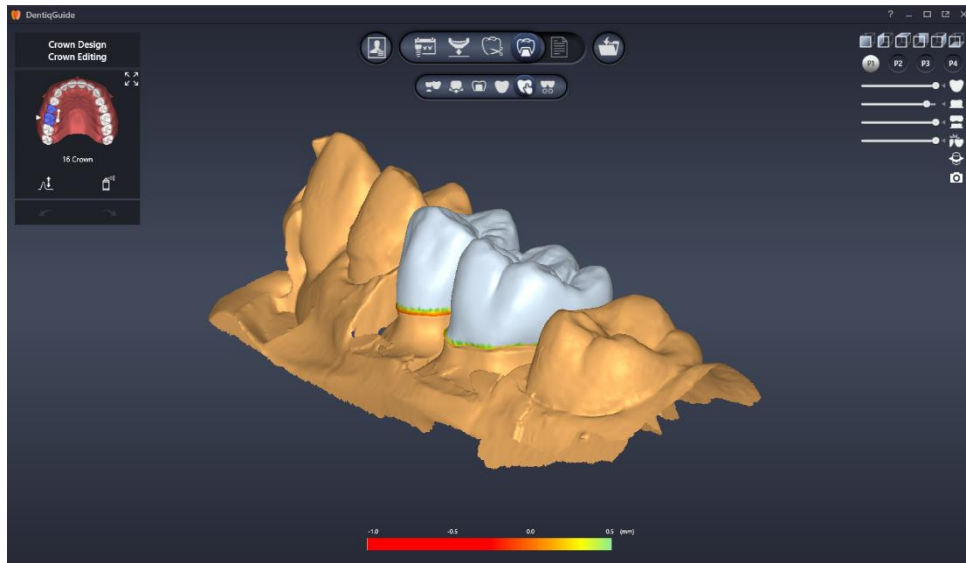 DentiqGuide
?
Crown Design
Crown Editing
16 Crown
P1 P2 P3 P4
-1.0 -0.5 0.0 0.5 (mm)